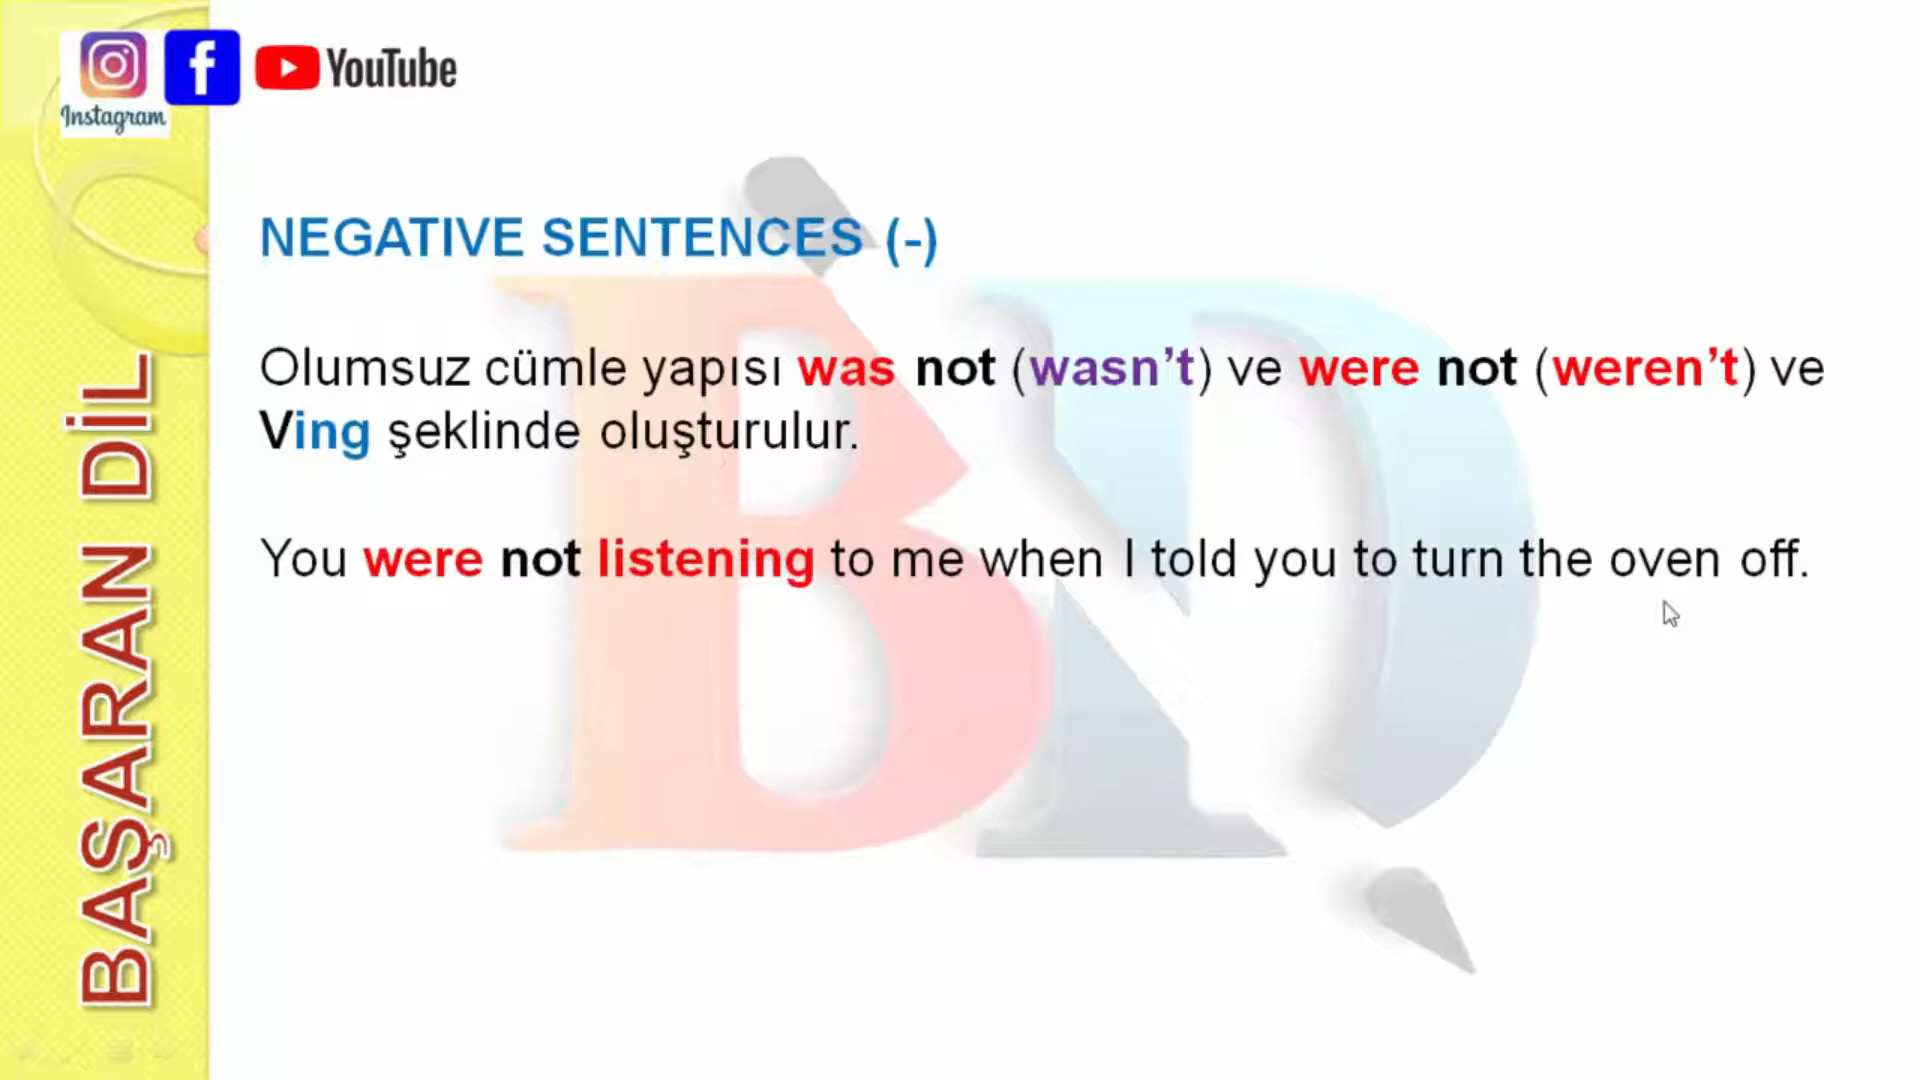 Instagram
f
YouTube
NEGATIVE SENTENCES (-)
Olumsuz cümle yapısı was not (wasn’t) ve were not (weren’t) ve
Ving şeklinde oluşturulur.
You were not listening to me when I told you to turn the oven off.
BAŞARAN DİL
BD